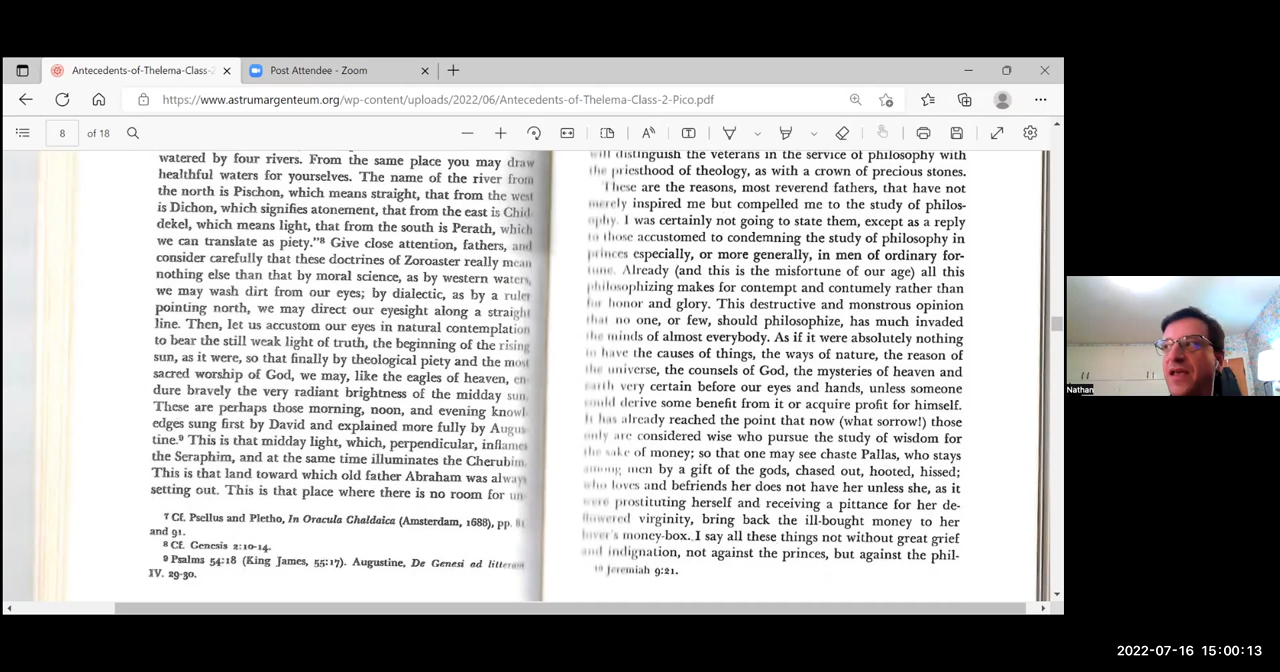 Antecedents-of-Thelema-Class-2
Post Attendee - Zoom
https://www.astrumargenteum.org/wp-content/uploads/2022/06/Antecedents-of-Thelema-Class-2-Pico.pdf
8 of 18
watered by four rivers. From the same place you may draw
healthful waters for yourselves. The name of the river from
the north is Pischon, which means straight, that from the west
is Dichon, which signifies atonement, that from the east is Chid
dekel, which means light, that from the south is Perath, which
we can translate as piety."⁸ Give close attention, fathers, and
consider carefully that these doctrines of Zoroaster really mean
nothing else than that by moral science, as by western waters,
we may wash dirt from our eyes; by dialectic, as by a ruler
pointing north, we may direct our eyesight along a straight
line. Then, let us accustom our eyes in natural contemplation
to bear the still weak light of truth, the beginning of the rising
sun, as it were, so that finally by theological piety and the most
sacred worship of God, we may, like the eagles of heaven, en-
dure bravely the very radiant brightness of the midday sun.
These are perhaps those morning, noon, and evening knowl-
edges sung first by David and explained more fully by Augus-
tine.⁹ This is that midday light, which, perpendicular, inflames
the Seraphim, and at the same time illuminates the Cherubim.
This is that land toward which old father Abraham was always
setting out. This is that place where there is no room for un-
⁷ Cf. Psellus and Pletho, In Oracula Chaldaica (Amsterdam, 1688), pp. 81
and 91.
⁸ Cf. Genesis 2:10-14.
⁹ Psalms 54:18 (King James, 55:17). Augustine, De Genesi ad litteram
IV. 29-30.
will distinguish the veterans in the service of philosophy with
the priesthood of theology, as with a crown of precious stones.
These are the reasons, most reverend fathers, that have not
merely inspired me but compelled me to the study of philos-
ophy. I was certainly not going to state them, except as a reply
to those accustomed to condemning the study of philosophy in
princes especially, or more generally, in men of ordinary for-
tune. Already (and this is the misfortune of our age) all this
philosophizing makes for contempt and contumely rather than
for honor and glory. This destructive and monstrous opinion
that no one, or few, should philosophize, has much invaded
the minds of almost everybody. As if it were absolutely nothing
to have the causes of things, the ways of nature, the reason of
the universe, the counsels of God, the mysteries of heaven and
earth very certain before our eyes and hands, unless someone
could derive some benefit from it or acquire profit for himself.
It has already reached the point that now (what sorrow!) those
only are considered wise who pursue the study of wisdom for
the sake of money; so that one may see chaste Pallas, who stays
among men by a gift of the gods, chased out, hooted, hissed;
who loves and befriends her does not have her unless she, as it
were prostituting herself and receiving a pittance for her de-
flowered virginity, bring back the ill-bought money to her
lover's money-box. I say all these things not without great grief
and indignation, not against the princes, but against the phil-
¹⁰ Jeremiah 9:21.
Nathan
2022-07-16 15:00:13